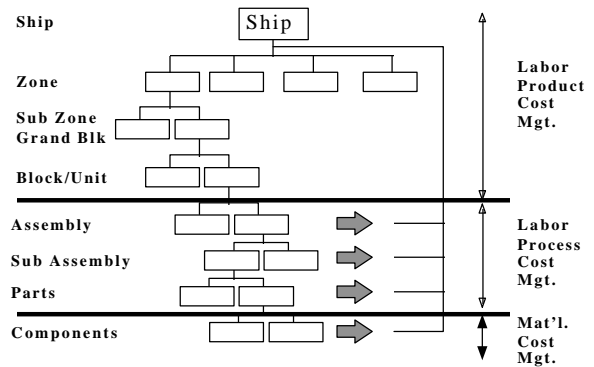 Ship
Ship
Zone
Sub Zone
Grand Blk
Block/Unit
Labor
Product
Cost
Mgt.
Assembly
Sub Assembly
Parts
Labor
Process
Cost
Mgt.
Components
Mat'l.
Cost
Mgt.